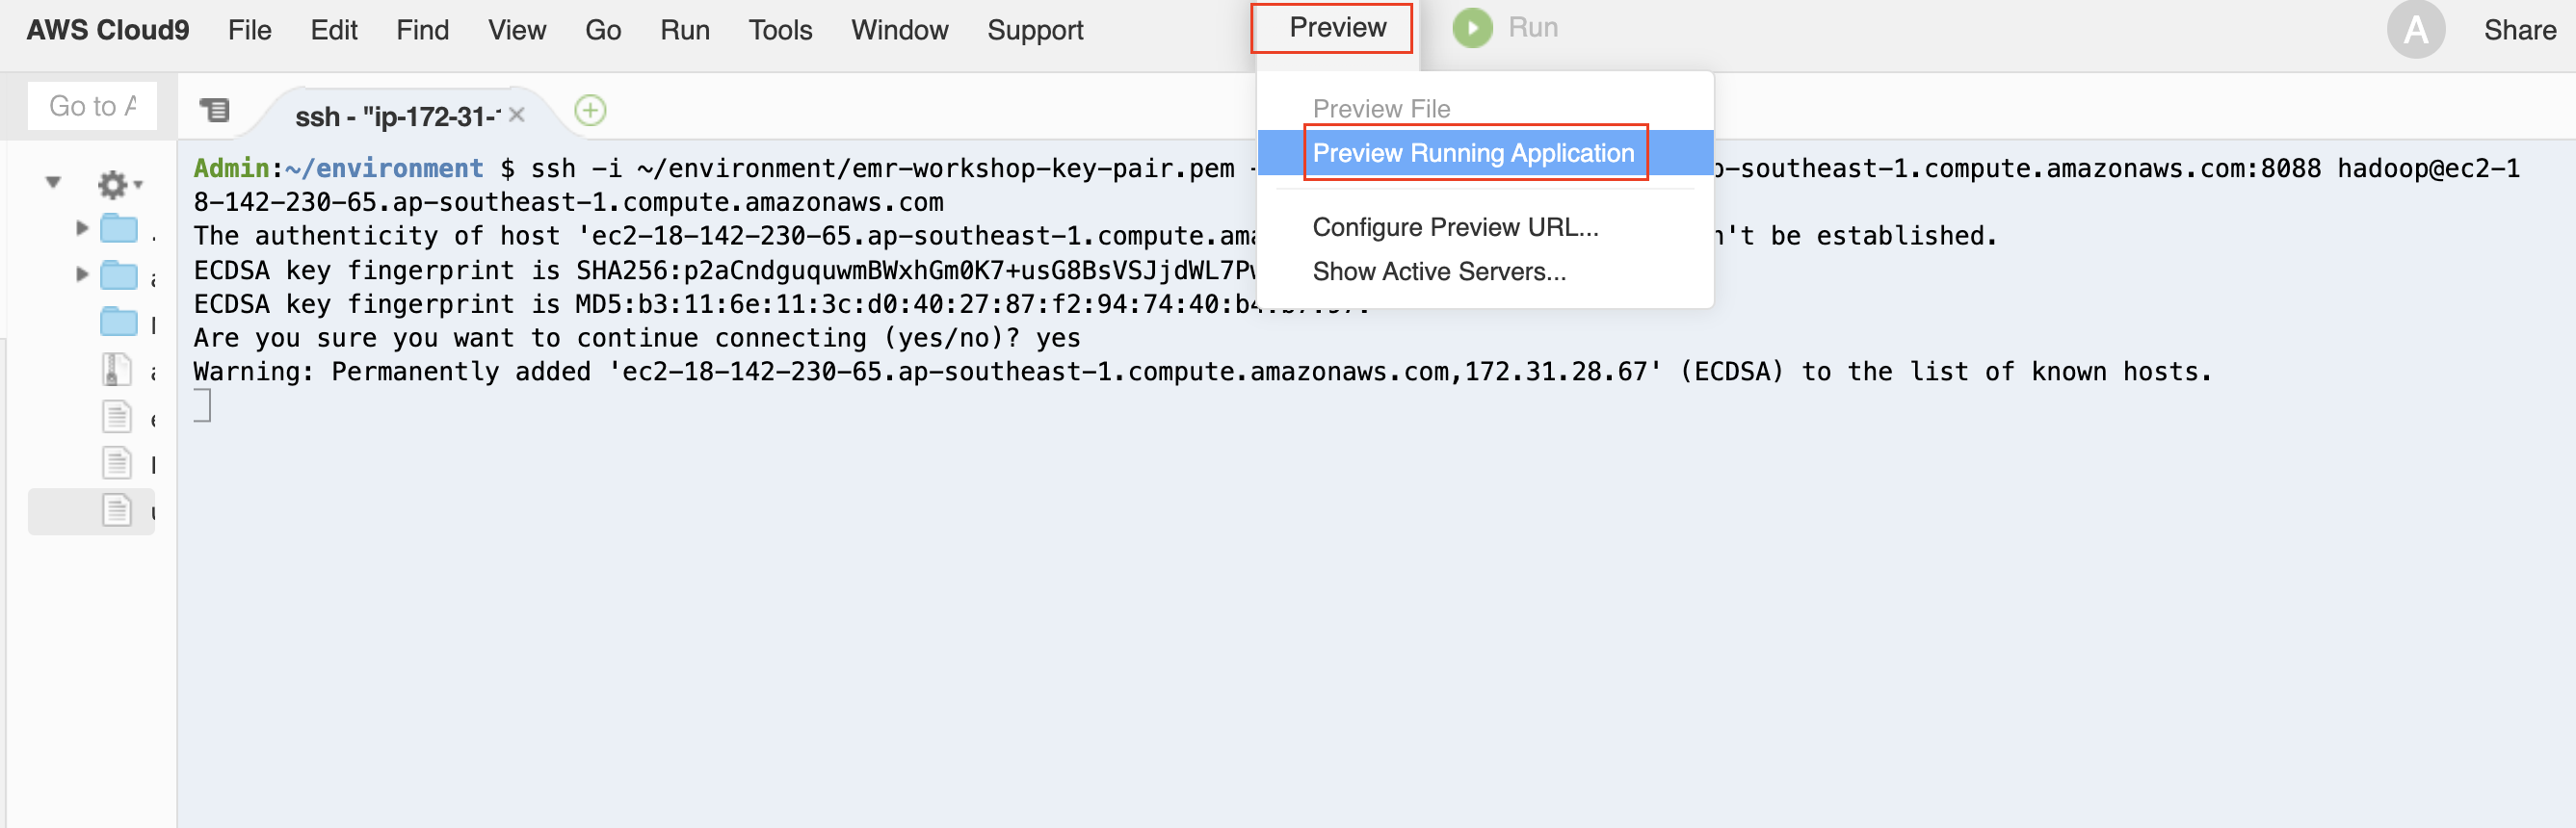 AWS Cloud9 File Edit Find View Go Run Tools Window Support Preview Run A Share
Go to
ssh - "ip-172-31-
Preview File
Preview Running Application
Configure Preview URL...
Show Active Servers...
Admin:~/environment $ ssh -i ~/environment/emr-workshop-key-pair.pem -southeast-1.compute.amazonaws.com:8088 hadoop@ec2-1
8-142-230-65.ap-southeast-1.compute.amazonaws.com
The authenticity of host 'ec2-18-142-230-65.ap-southeast-1.compute.ama 't be established.
ECDSA key fingerprint is SHA256:p2aCndguquwmBWxhGm0K7+usG8BsVSJjdWL7P
ECDSA key fingerprint is MD5:b3:11:6e:11:3c:d0:40:27:87:f2:94:74:40:b4
Are you sure you want to continue connecting (yes/no)? yes
Warning: Permanently added 'ec2-18-142-230-65.ap-southeast-1.compute.amazonaws.com,172.31.28.67' (ECDSA) to the list of known hosts.